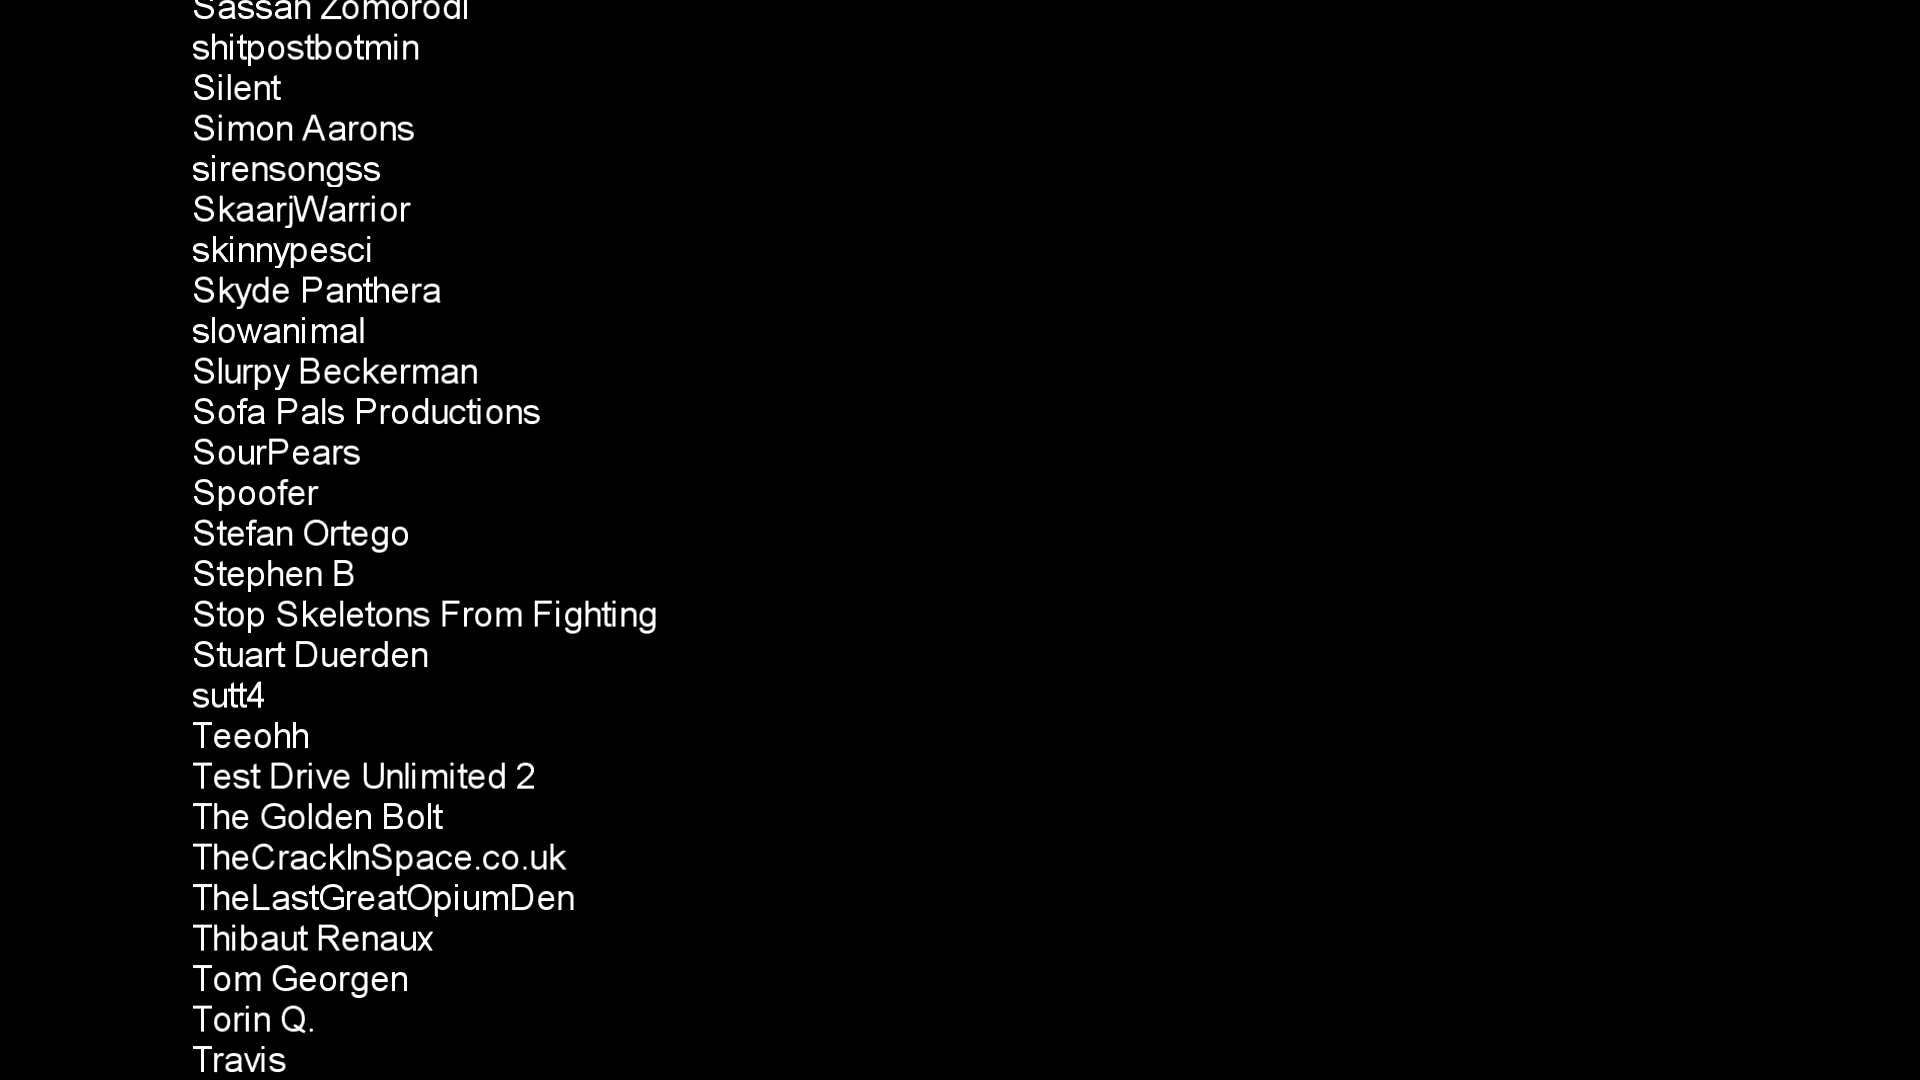 Sassan Zomorodi
shitpostbotmin
Silent
Simon Aarons
sirensongss
SkaarjWarrior
skinnypesci
Skyde Panthera
slowanimal
Slurpy Beckerman
Sofa Pals Productions
SourPears
Spoofer
Stefan Ortego
Stephen B
Stop Skeletons From Fighting
Stuart Duerden
sutt4
Teeohh
Test Drive Unlimited 2
The Golden Bolt
TheCrackInSpace.co.uk
TheLastGreatOpiumDen
Thibaut Renaux
Tom Georgen
Torin Q.
Travis